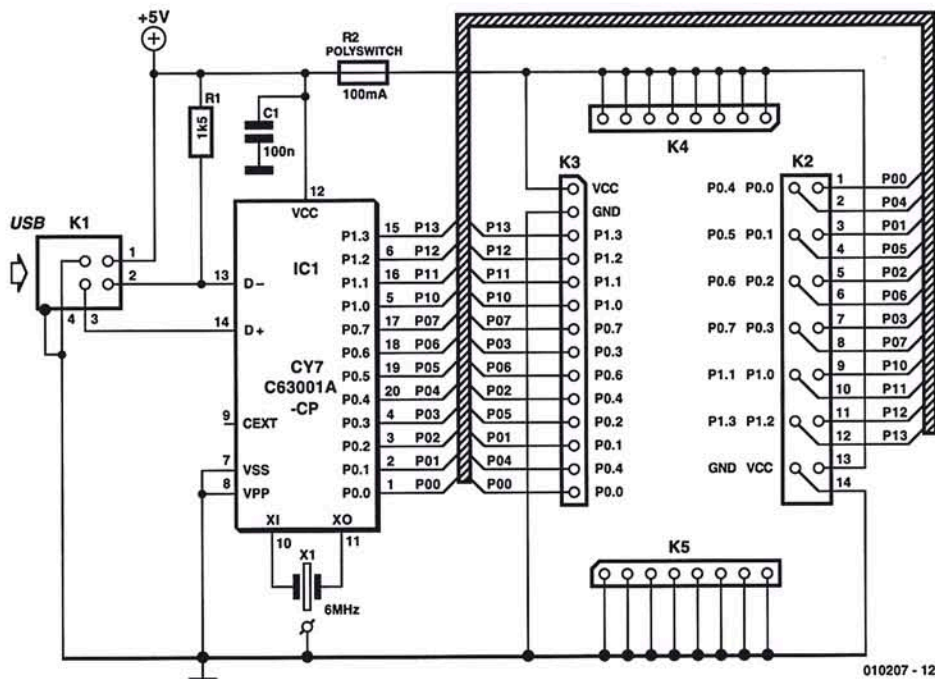 +5V
R2
POLYSWITCH
100mA
R1
1k5
C1
100n
K4
USB
K1
1
2
4
3
12
VCC
IC1
CY7
C63001A
-CP
13
D−
14
D+
9
CEXT
7
VSS
8
VPP
XI
XO
10
11
X1
6MHz
P1.3 15 P13
P1.2 6 P12
P1.1 16 P11
P1.0 5 P10
P0.7 17 P07
P0.6 18 P06
P0.5 19 P05
P0.4 20 P04
P0.3 4 P03
P0.2 3 P02
P0.1 2 P01
P0.0 1 P00
K3
VCC
GND
P13 P1.3
P12 P1.2
P11 P1.1
P10 P1.0
P07 P0.7
P03 P0.3
P06 P0.6
P02 P0.4
P05 P0.2
P01 P0.1
P04 P0.4
P00 P0.0
K2
P0.4 P0.0 1 P00
2 P04
P0.5 P0.1 3 P01
4 P05
P0.6 P0.2 5 P02
6 P06
P0.7 P0.3 7 P03
8 P07
P1.1 P1.0 9 P10
10 P11
P1.3 P1.2 11 P12
12 P13
GND VCC 13
14
K5
010207 - 12